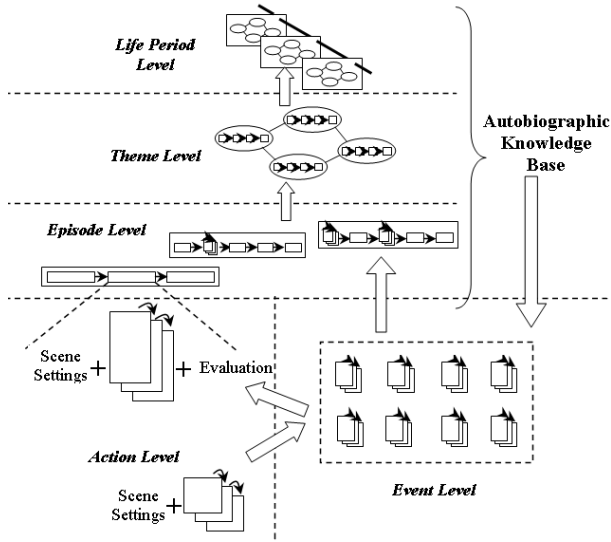 Life Period
Level
Autobiographic
Knowledge
Base
Theme Level
Episode Level
Scene
Settings
+
+
Evaluation
Action Level
Scene
Settings
+
Event Level